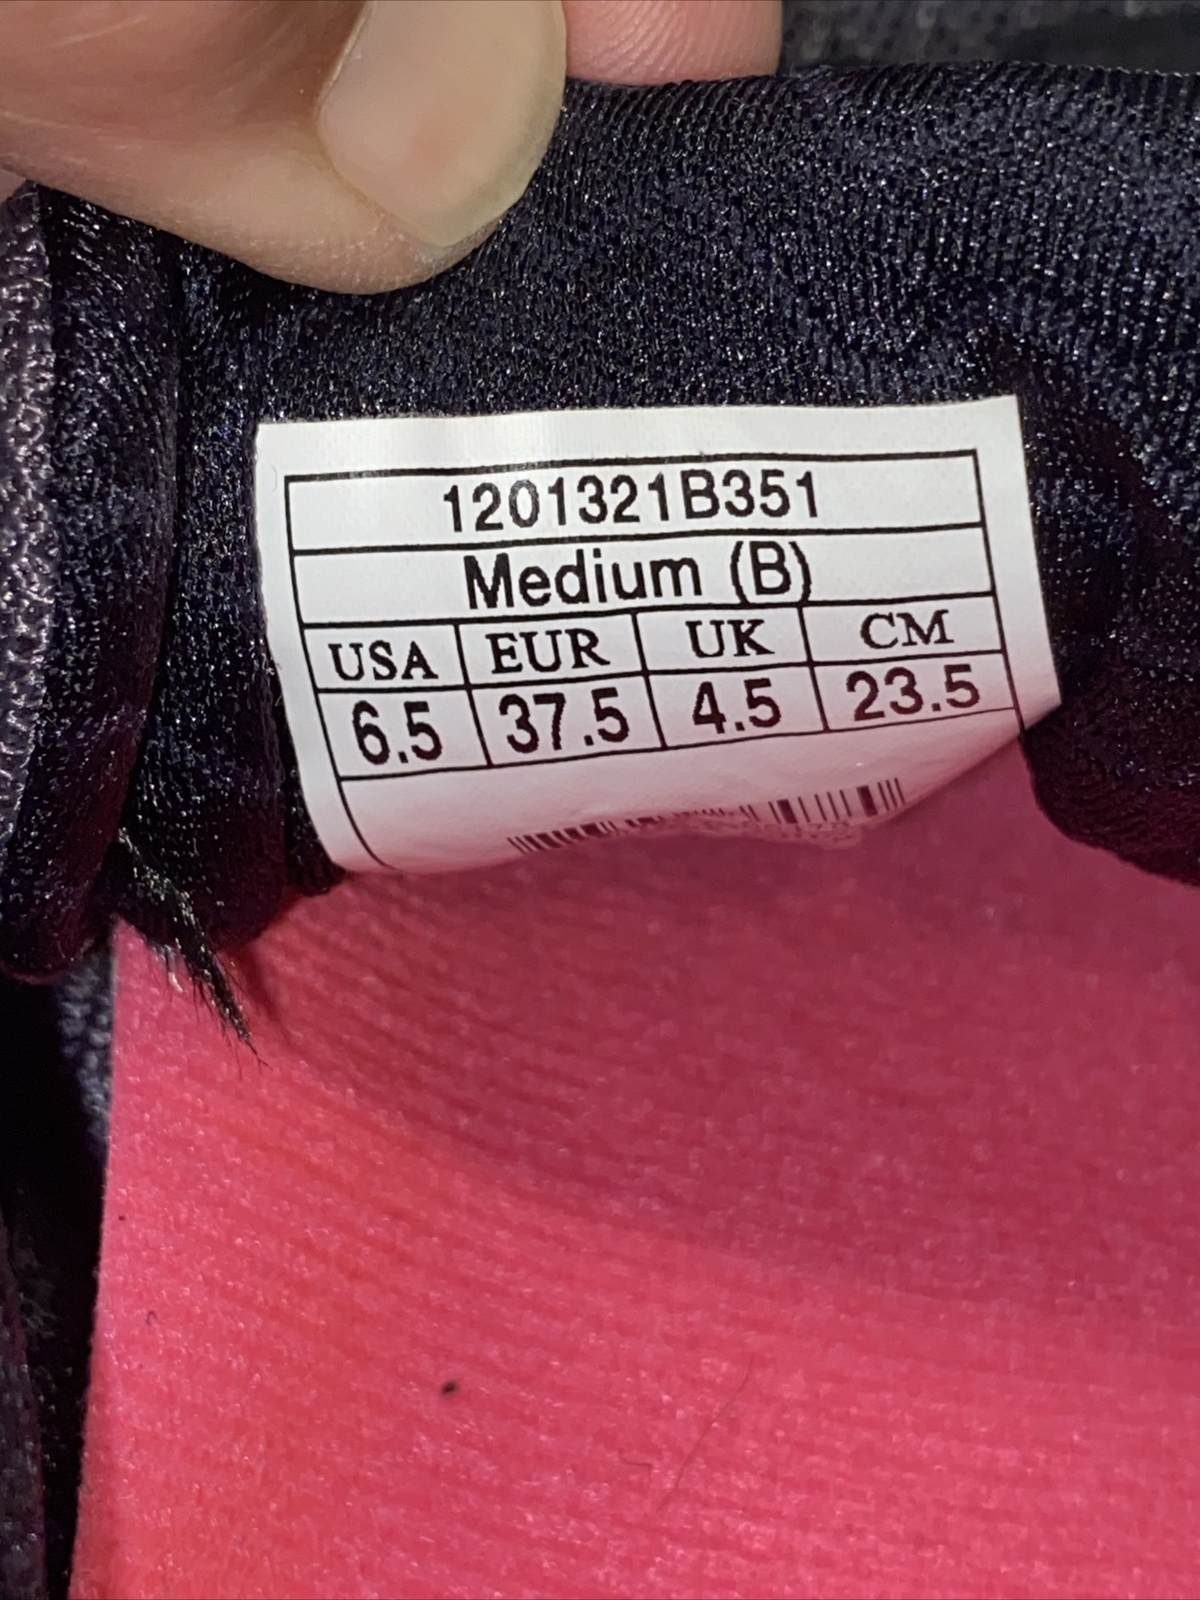 1201321B351
Medium (B)
USA EUR UK CM
6.5 37.5 4.5 23.5